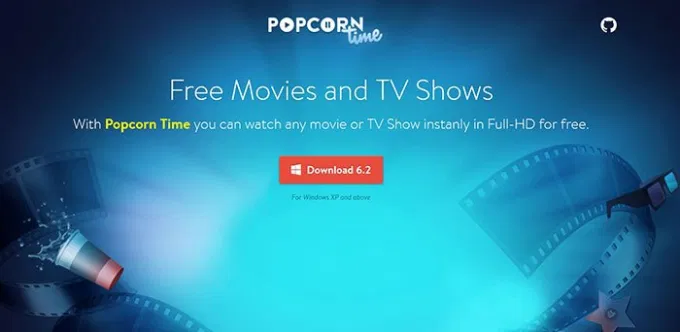 POPCORN
time
Free Movies and TV Shows
With Popcorn Time you can watch any movie or TV Show instantly in Full-HD for free.
Download 6.2
For Windows XP and above